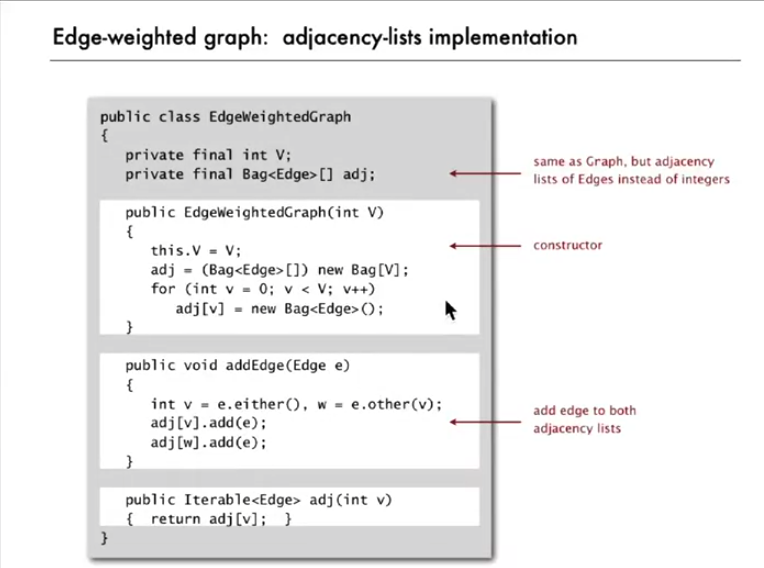 Edge-weighted graph: adjacency-lists implementation
public class EdgeWeightedGraph
{
private final int V;
private final Bag<Edge>[] adj;
same as Graph, but adjacency
lists of Edges instead of integers
public EdgeWeightedGraph(int V)
{
this.V = V;
adj = (Bag<Edge>[]) new Bag[V];
for (int v = 0; v < V; v++)
adj[v] = new Bag<Edge>();
}
constructor
public void addEdge(Edge e)
{
int v = e.either(), w = e.other(v);
adj[v].add(e);
adj[w].add(e);
}
add edge to both
adjacency lists
public Iterable<Edge> adj(int v)
{ return adj[v]; }
}